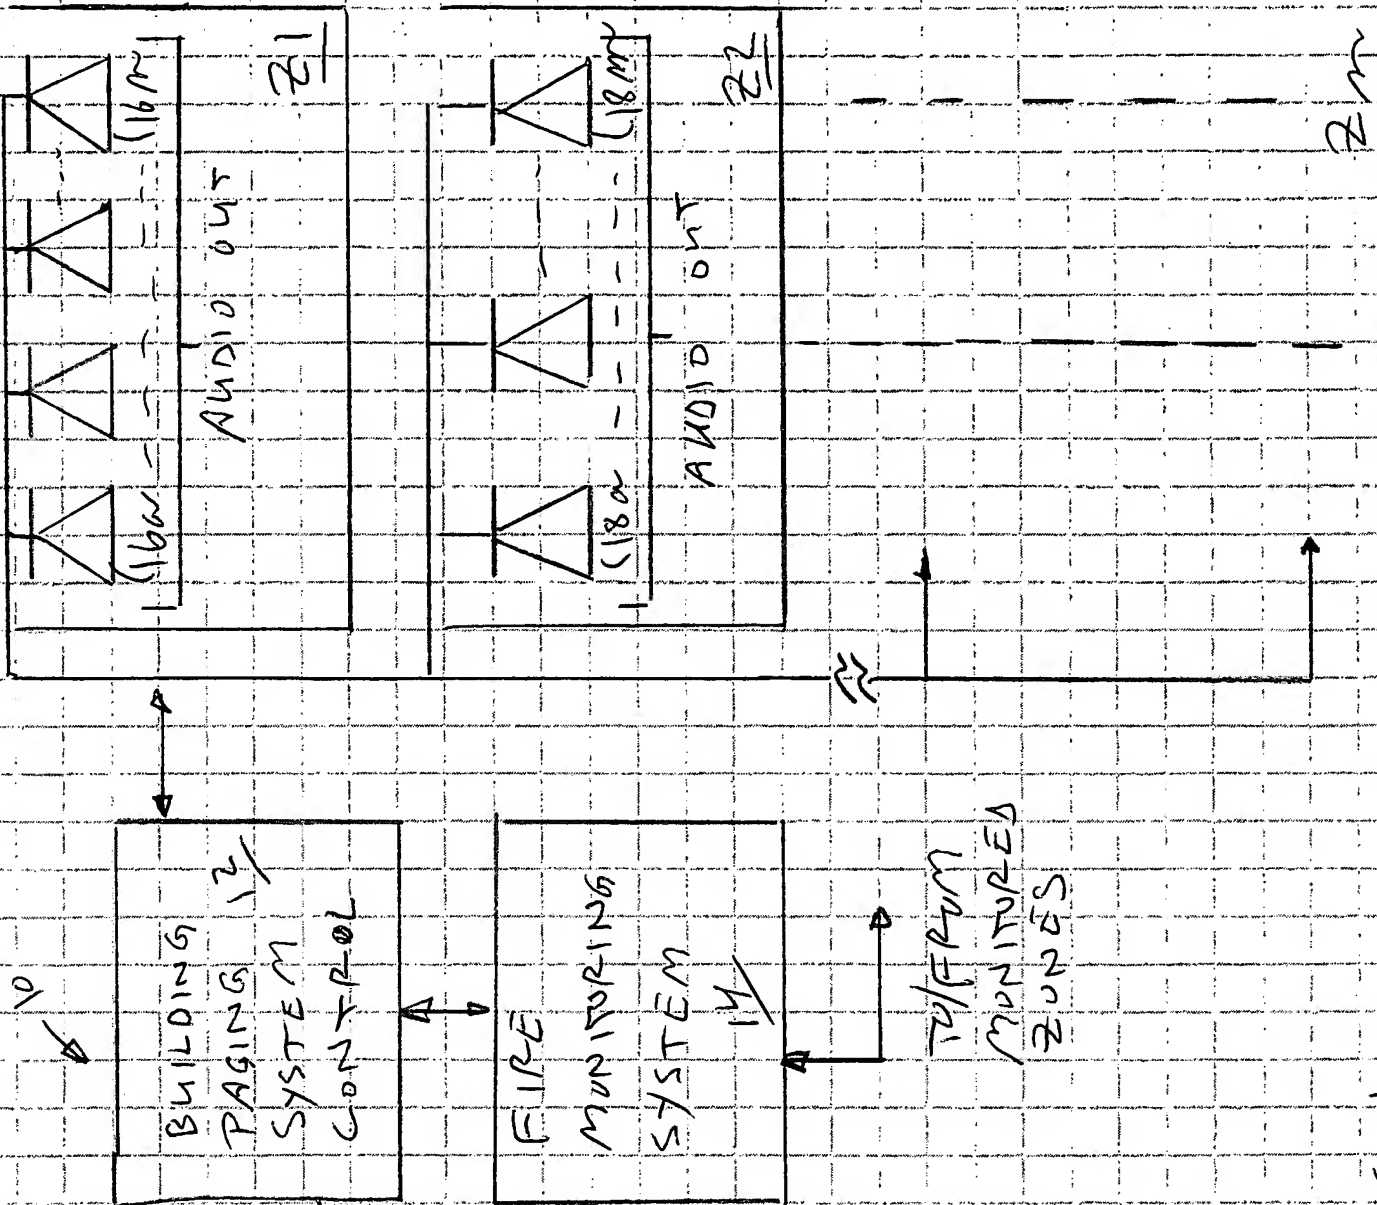 10
BUILDING
PAGING 12
SYSTEM
CONTROL
FIRE
MONITORING
SYSTEM
14
TO/FROM
MONITORED
ZONES
(16a
(16n
AUDIO OUT
Z1
(18a
(18m
AUDIO OUT
Z2
Zn